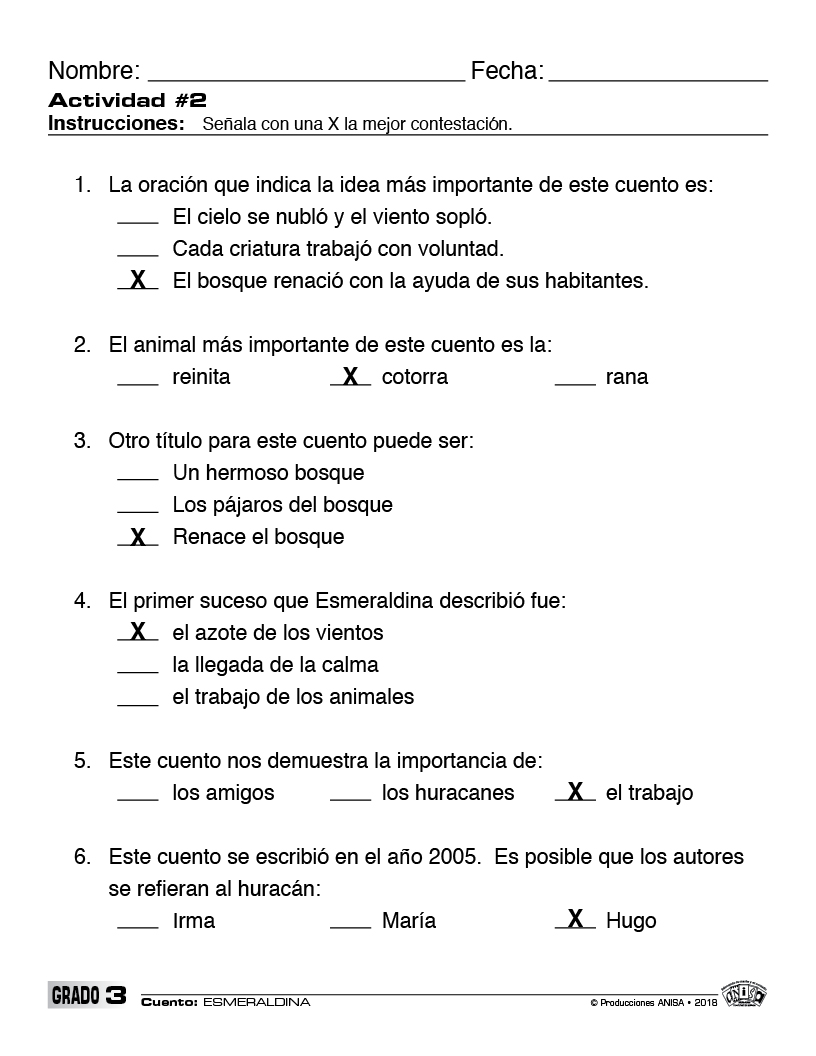 Nombre: ____________________ Fecha: ____________________
Actividad #2
Instrucciones: Señala con una X la mejor contestación.
1. La oración que indica la idea más importante de este cuento es:
____ El cielo se nubló y el viento sopló.
____ Cada criatura trabajó con voluntad.
__X__ El bosque renació con la ayuda de sus habitantes.
2. El animal más importante de este cuento es la:
____ reinita __X__ cotorra ____ rana
3. Otro título para este cuento puede ser:
____ Un hermoso bosque
____ Los pájaros del bosque
__X__ Renace el bosque
4. El primer suceso que Esmeraldina describió fue:
__X__ el azote de los vientos
____ la llegada de la calma
____ el trabajo de los animales
5. Este cuento nos demuestra la importancia de:
____ los amigos ____ los huracanes __X__ el trabajo
6. Este cuento se escribió en el año 2005. Es posible que los autores
se refieran al huracán:
____ Irma ____ María __X__ Hugo
GRADO 3 Cuento: ESMERALDINA © Producciones ANISA • 2018